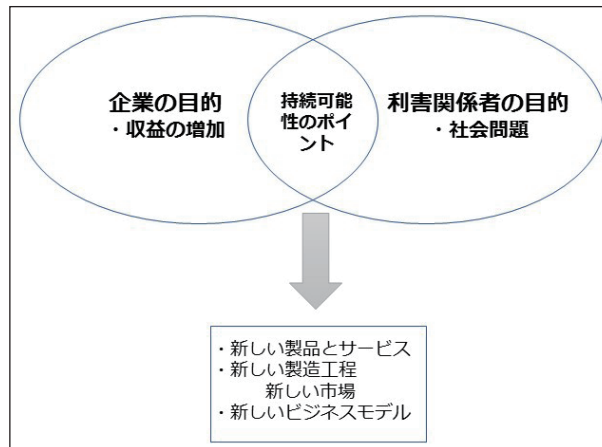 企業の目的
・収益の増加
持続可能
性のポイ
ント
利害関係者の目的
・社会問題
・新しい製品とサービス
・新しい製造工程
新しい市場
・新しいビジネスモデル